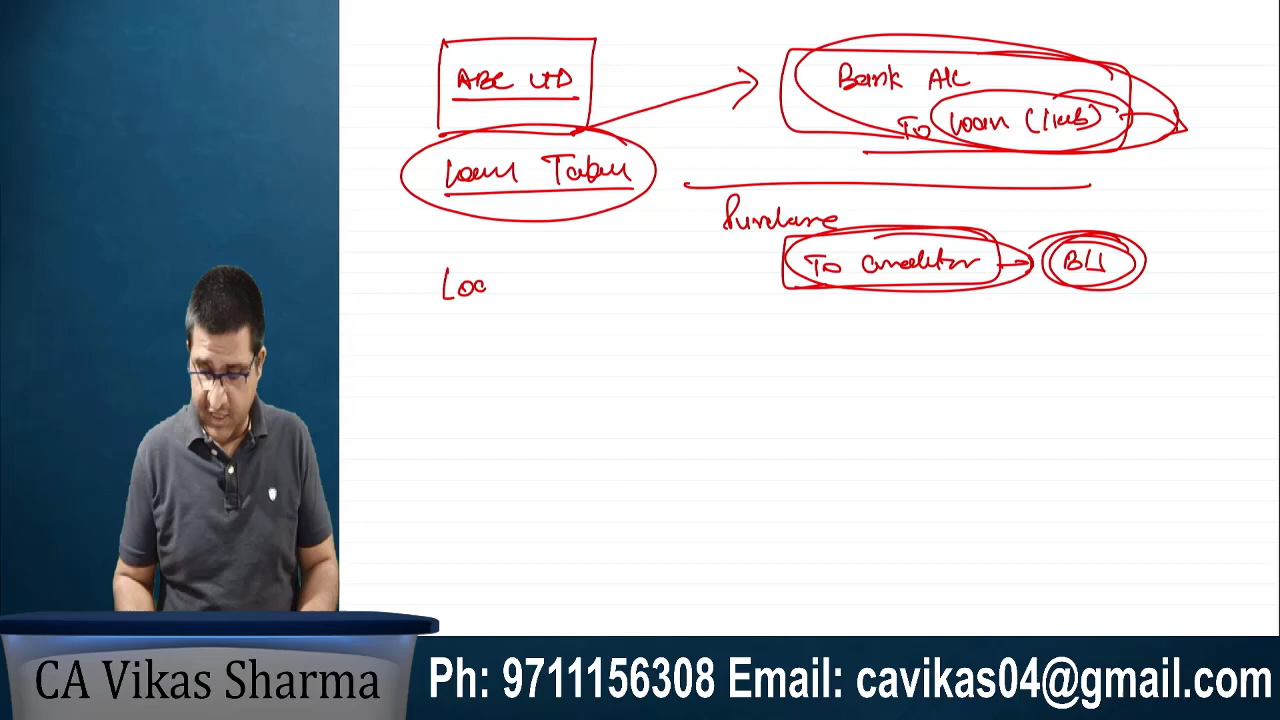 ABC LTD
Loan Taken
Bank A/c
To Loan (Liab)
Purchase
To Creditor
Loa
CA Vikas Sharma
Ph: 9711156308 Email: cavikas04@gmail.com